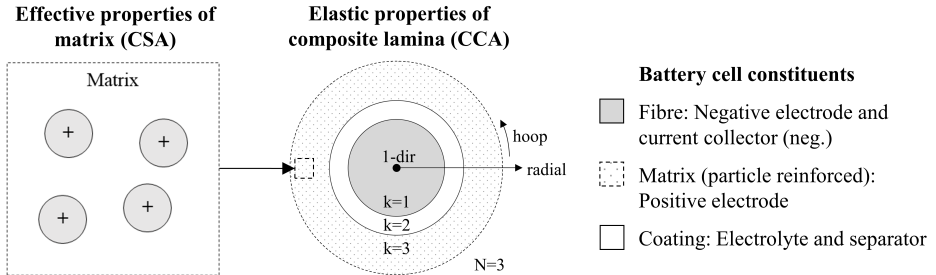 Effective properties of
matrix (CSA)
Matrix
+
+
+
+
Elastic properties of
composite lamina (CCA)
hoop
1-dir
radial
k=1
k=2
k=3
N=3
Battery cell constituents
Fibre: Negative electrode and
current collector (neg.)
Matrix (particle reinforced):
Positive electrode
Coating: Electrolyte and separator